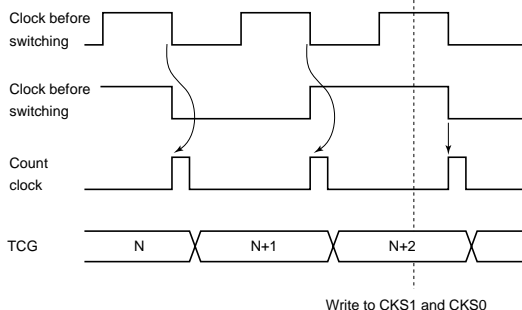 Clock before
switching
Clock before
switching
Count
clock
TCG N N+1 N+2
Write to CKS1 and CKS0